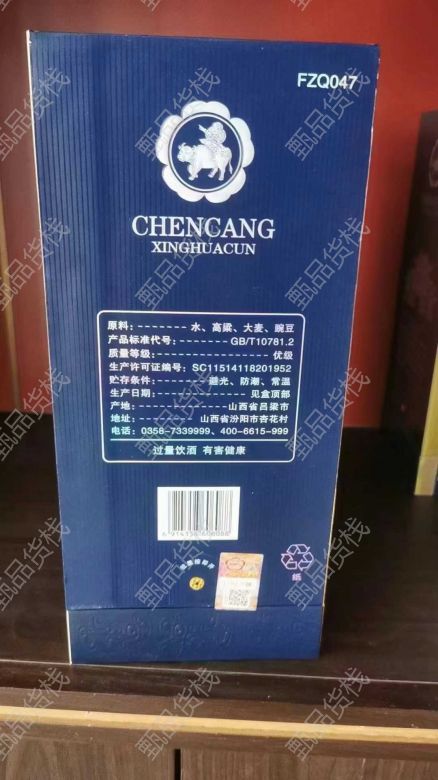 FZQ047
CHENCANG
XINGHUACUN
原料：--------水、高粱、大麦、豌豆
产品标准代号：--------GB/T10781.2
质量等级：----------------优级
生产许可证编号：SC11514118201952
贮存条件：------避光、防潮、常温
生产日期：------------见盒顶部
产地：----------山西省吕梁市
地址：------山西省汾阳市杏花村
电话：0358-7339999、400-6615-999
过量饮酒 有害健康
纸
甄品货栈